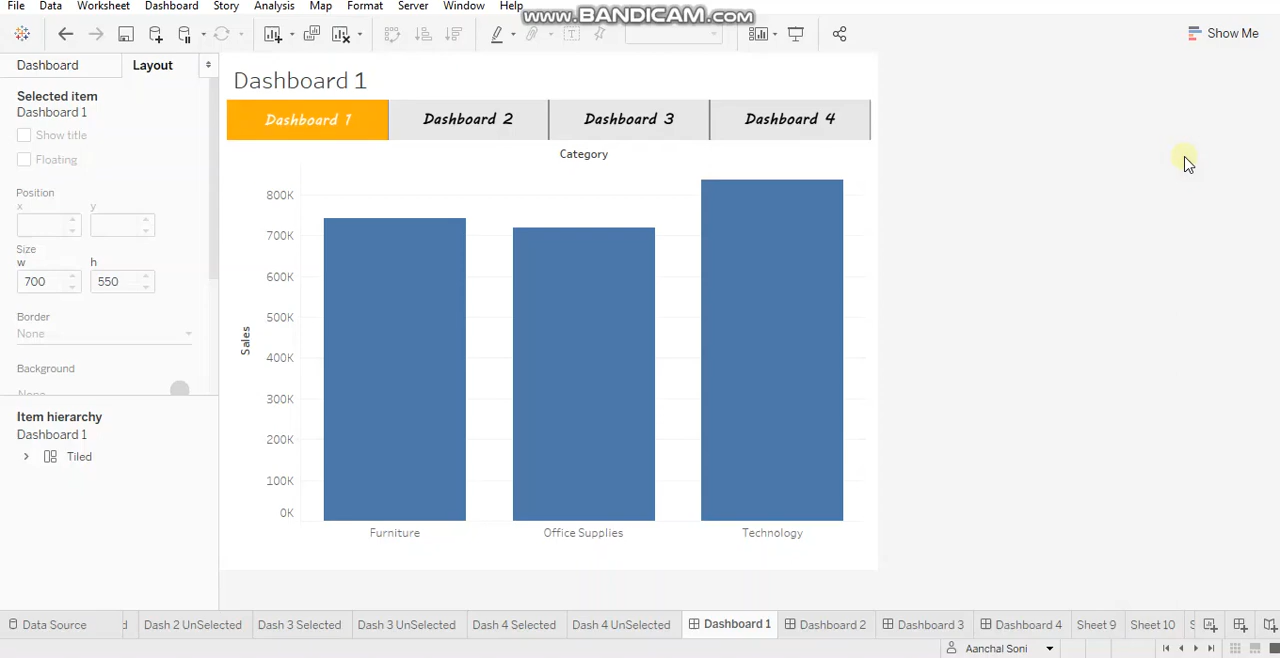 File Data Worksheet Dashboard Story Analysis Map Format Server Window Help
www.BANDICAM.com
Show Me
Dashboard Layout
Selected item
Dashboard 1
Show title
Floating
Position
x y
Size
w h
700 550
Border
None
Background
None
Item hierarchy
Dashboard 1
Tiled
Dashboard 1
Dashboard 1 Dashboard 2 Dashboard 3 Dashboard 4
Category
800K
700K
600K
500K
400K
300K
200K
100K
0K
Sales
Furniture Office Supplies Technology
Data Source d Dash 2 UnSelected Dash 3 Selected Dash 3 UnSelected Dash 4 Selected Dash 4 UnSelected Dashboard 1 Dashboard 2 Dashboard 3 Dashboard 4 Sheet 9 Sheet 10 S
Aanchal Soni